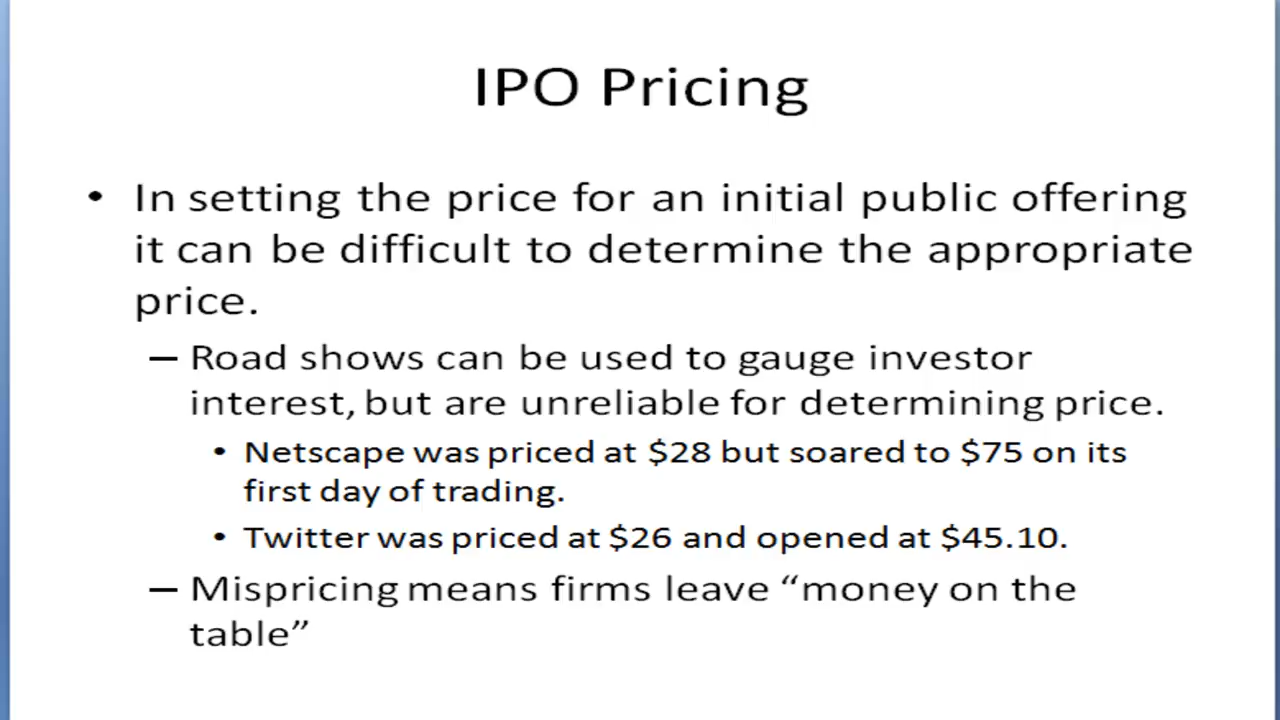 IPO Pricing
• In setting the price for an initial public offering
it can be difficult to determine the appropriate
price.
– Road shows can be used to gauge investor
interest, but are unreliable for determining price.
• Netscape was priced at $28 but soared to $75 on its
first day of trading.
• Twitter was priced at $26 and opened at $45.10.
– Mispricing means firms leave “money on the
table”